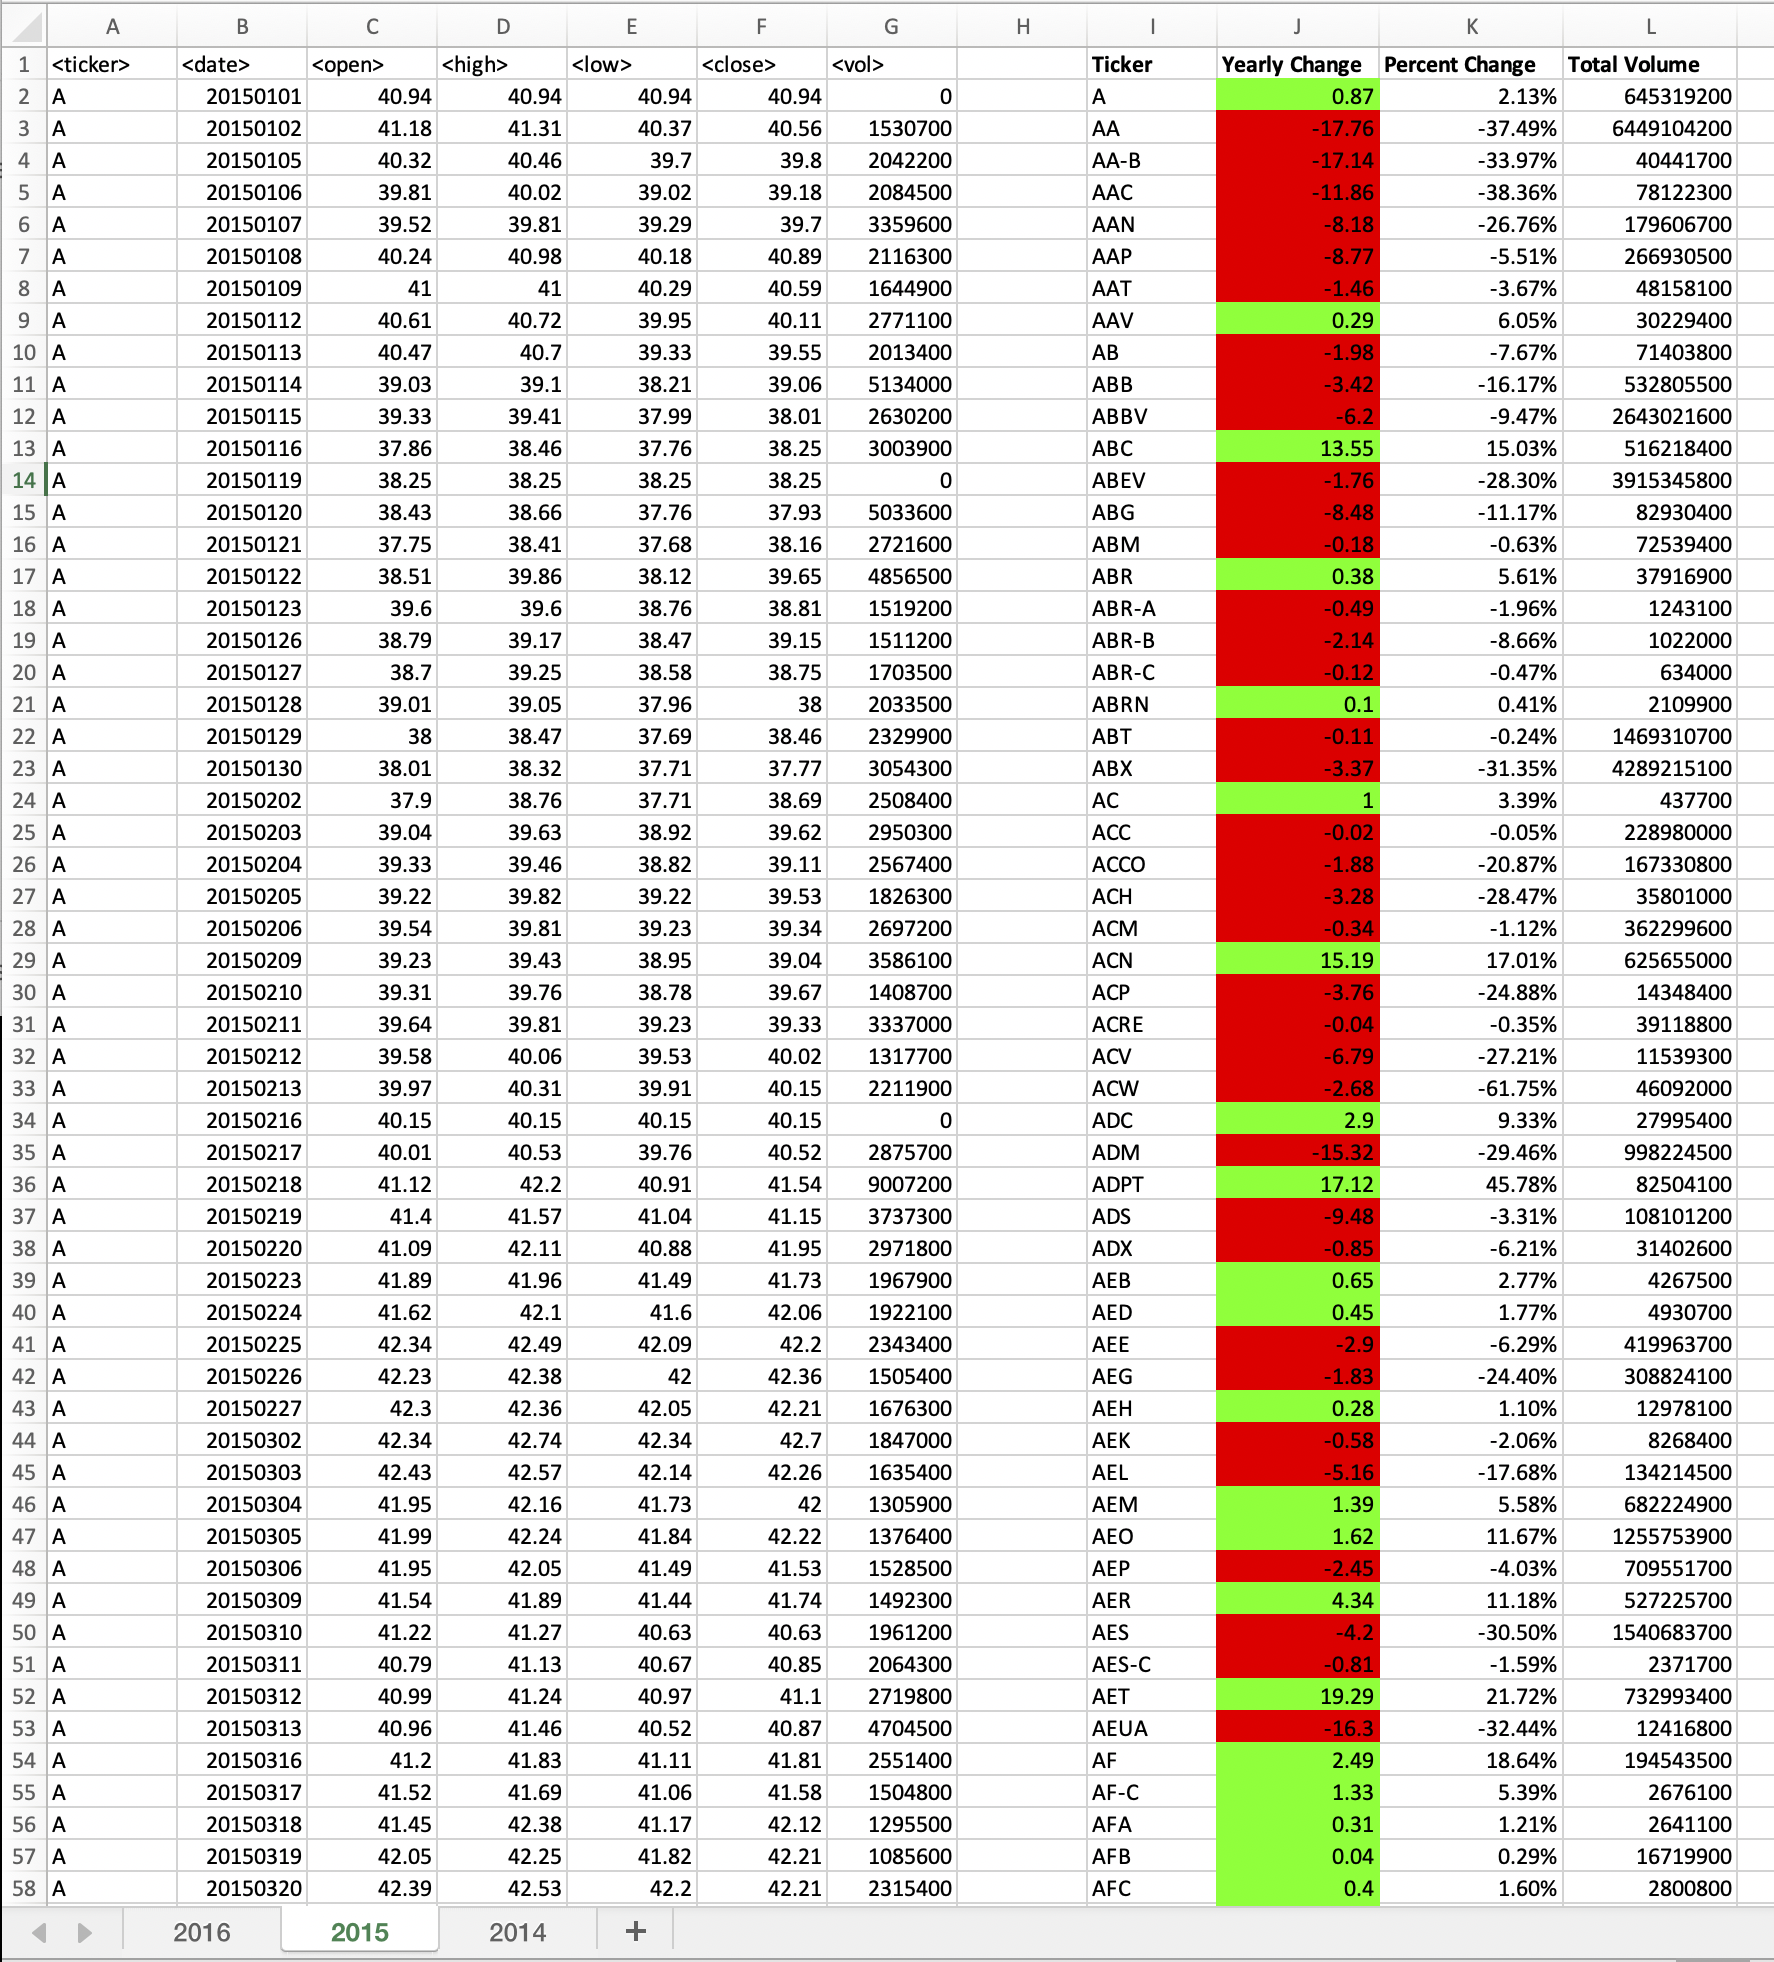 A B C D E F G H I J K L
1 <ticker> <date> <open> <high> <low> <close> <vol> Ticker Yearly Change Percent Change Total Volume
2 A 20150101 40.94 40.94 40.94 40.94 0 A 0.87 2.13% 645319200
3 A 20150102 41.18 41.31 40.37 40.56 1530700 AA -17.76 -37.49% 6449104200
4 A 20150105 40.32 40.46 39.7 39.8 2042200 AA-B -17.14 -33.97% 40441700
5 A 20150106 39.81 40.02 39.02 39.18 2084500 AAC -11.86 -38.36% 78122300
6 A 20150107 39.52 39.81 39.29 39.7 3359600 AAN -8.18 -26.76% 179606700
7 A 20150108 40.24 40.98 40.18 40.89 2116300 AAP -8.77 -5.51% 266930500
8 A 20150109 41 41 40.29 40.59 1644900 AAT -1.46 -3.67% 48158100
9 A 20150112 40.61 40.72 39.95 40.11 2771100 AAV 0.29 6.05% 30229400
10 A 20150113 40.47 40.7 39.33 39.55 2013400 AB -1.98 -7.67% 71403800
11 A 20150114 39.03 39.1 38.21 39.06 5134000 ABB -3.42 -16.17% 532805500
12 A 20150115 39.33 39.41 37.99 38.01 2630200 ABBV -6.2 -9.47% 2643021600
13 A 20150116 37.86 38.46 37.76 38.25 3003900 ABC 13.55 15.03% 516218400
14 A 20150119 38.25 38.25 38.25 38.25 0 ABEV -1.76 -28.30% 3915345800
15 A 20150120 38.43 38.66 37.76 37.93 5033600 ABG -8.48 -11.17% 82930400
16 A 20150121 37.75 38.41 37.68 38.16 2721600 ABM -0.18 -0.63% 72539400
17 A 20150122 38.51 39.86 38.12 39.65 4856500 ABR 0.38 5.61% 37916900
18 A 20150123 39.6 39.6 38.76 38.81 1519200 ABR-A -0.49 -1.96% 1243100
19 A 20150126 38.79 39.17 38.47 39.15 1511200 ABR-B -2.14 -8.66% 1022000
20 A 20150127 38.7 39.25 38.58 38.75 1703500 ABR-C -0.12 -0.47% 634000
21 A 20150128 39.01 39.05 37.96 38 2033500 ABRN 0.1 0.41% 2109900
22 A 20150129 38 38.47 37.69 38.46 2329900 ABT -0.11 -0.24% 1469310700
23 A 20150130 38.01 38.32 37.71 37.77 3054300 ABX -3.37 -31.35% 4289215100
24 A 20150202 37.9 38.76 37.71 38.69 2508400 AC 1 3.39% 437700
25 A 20150203 39.04 39.63 38.92 39.62 2950300 ACC -0.02 -0.05% 228980000
26 A 20150204 39.33 39.46 38.82 39.11 2567400 ACCO -1.88 -20.87% 167330800
27 A 20150205 39.22 39.82 39.22 39.53 1826300 ACH -3.28 -28.47% 35801000
28 A 20150206 39.54 39.81 39.23 39.34 2697200 ACM -0.34 -1.12% 362299600
29 A 20150209 39.23 39.43 38.95 39.04 3586100 ACN 15.19 17.01% 625655000
30 A 20150210 39.31 39.76 38.78 39.67 1408700 ACP -3.76 -24.88% 14348400
31 A 20150211 39.64 39.81 39.23 39.33 3337000 ACRE -0.04 -0.35% 39118800
32 A 20150212 39.58 40.06 39.53 40.02 1317700 ACV -6.79 -27.21% 11539300
33 A 20150213 39.97 40.31 39.91 40.15 2211900 ACW -2.68 -61.75% 46092000
34 A 20150216 40.15 40.15 40.15 40.15 0 ADC 2.9 9.33% 27995400
35 A 20150217 40.01 40.53 39.76 40.52 2875700 ADM -15.32 -29.46% 998224500
36 A 20150218 41.12 42.2 40.91 41.54 9007200 ADPT 17.12 45.78% 82504100
37 A 20150219 41.4 41.57 41.04 41.15 3737300 ADS -9.48 -3.31% 108101200
38 A 20150220 41.09 42.11 40.88 41.95 2971800 ADX -0.85 -6.21% 31402600
39 A 20150223 41.89 41.96 41.49 41.73 1967900 AEB 0.65 2.77% 4267500
40 A 20150224 41.62 42.1 41.6 42.06 1922100 AED 0.45 1.77% 4930700
41 A 20150225 42.34 42.49 42.09 42.2 2343400 AEE -2.9 -6.29% 419963700
42 A 20150226 42.23 42.38 42 42.36 1505400 AEG -1.83 -24.40% 308824100
43 A 20150227 42.3 42.36 42.05 42.21 1676300 AEH 0.28 1.10% 12978100
44 A 20150302 42.34 42.74 42.34 42.7 1847000 AEK -0.58 -2.06% 8268400
45 A 20150303 42.43 42.57 42.14 42.26 1635400 AEL -5.16 -17.68% 134214500
46 A 20150304 41.95 42.16 41.73 42 1305900 AEM 1.39 5.58% 682224900
47 A 20150305 41.99 42.24 41.84 42.22 1376400 AEO 1.62 11.67% 1255753900
48 A 20150306 41.95 42.05 41.49 41.53 1528500 AEP -2.45 -4.03% 709551700
49 A 20150309 41.54 41.89 41.44 41.74 1492300 AER 4.34 11.18% 527225700
50 A 20150310 41.22 41.27 40.63 40.63 1961200 AES -4.2 -30.50% 1540683700
51 A 20150311 40.79 41.13 40.67 40.85 2064300 AES-C -0.81 -1.59% 2371700
52 A 20150312 40.99 41.24 40.97 41.1 2719800 AET 19.29 21.72% 732993400
53 A 20150313 40.96 41.46 40.52 40.87 4704500 AEUA -16.3 -32.44% 12416800
54 A 20150316 41.2 41.83 41.11 41.81 2551400 AF 2.49 18.64% 194543500
55 A 20150317 41.52 41.69 41.06 41.58 1504800 AF-C 1.33 5.39% 2676100
56 A 20150318 41.45 42.38 41.17 42.12 1295500 AFA 0.31 1.21% 2641100
57 A 20150319 42.05 42.25 41.82 42.21 1085600 AFB 0.04 0.29% 16719900
58 A 20150320 42.39 42.53 42.2 42.21 2315400 AFC 0.4 1.60% 2800800
2016 2015 2014 +